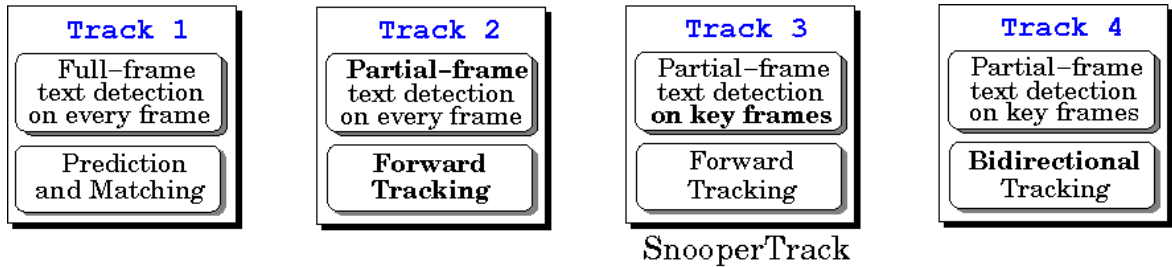 Track 1
Full–frame
text detection
on every frame
Prediction
and Matching
Track 2
Partial–frame
text detection
on every frame
Forward
Tracking
Track 3
Partial–frame
text detection
on key frames
Forward
Tracking
SnooperTrack
Track 4
Partial–frame
text detection
on key frames
Bidirectional
Tracking